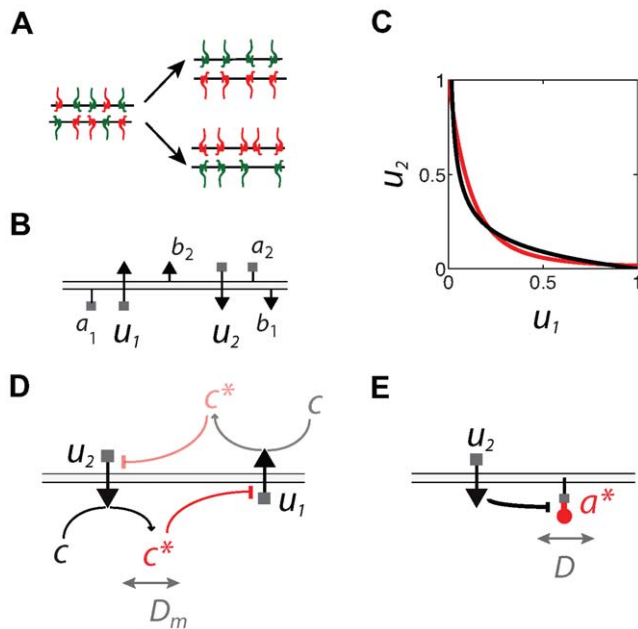 A
B
b₂ a₂
a₁ u₁ u₂ b₁
C
1
u₂ 0.5
0
0 0.5 1
u₁
D
c* c
u₂
u₁
c c*
Dₘ
E
u₂
a*
D